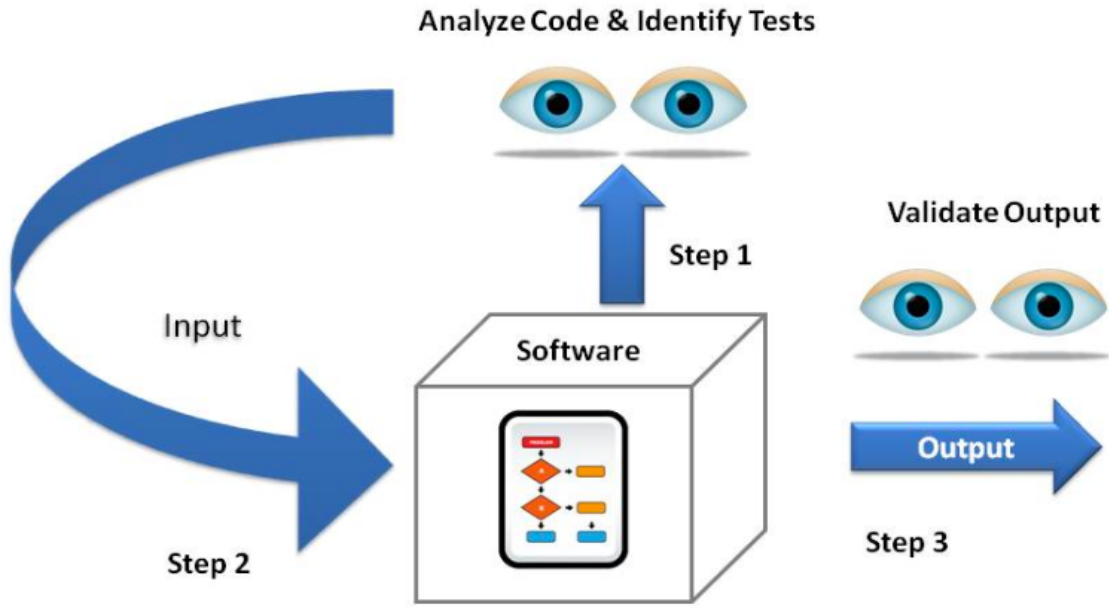 Analyze Code & Identify Tests
Step 1
Validate Output
Input
Software
Output
Step 2
Step 3